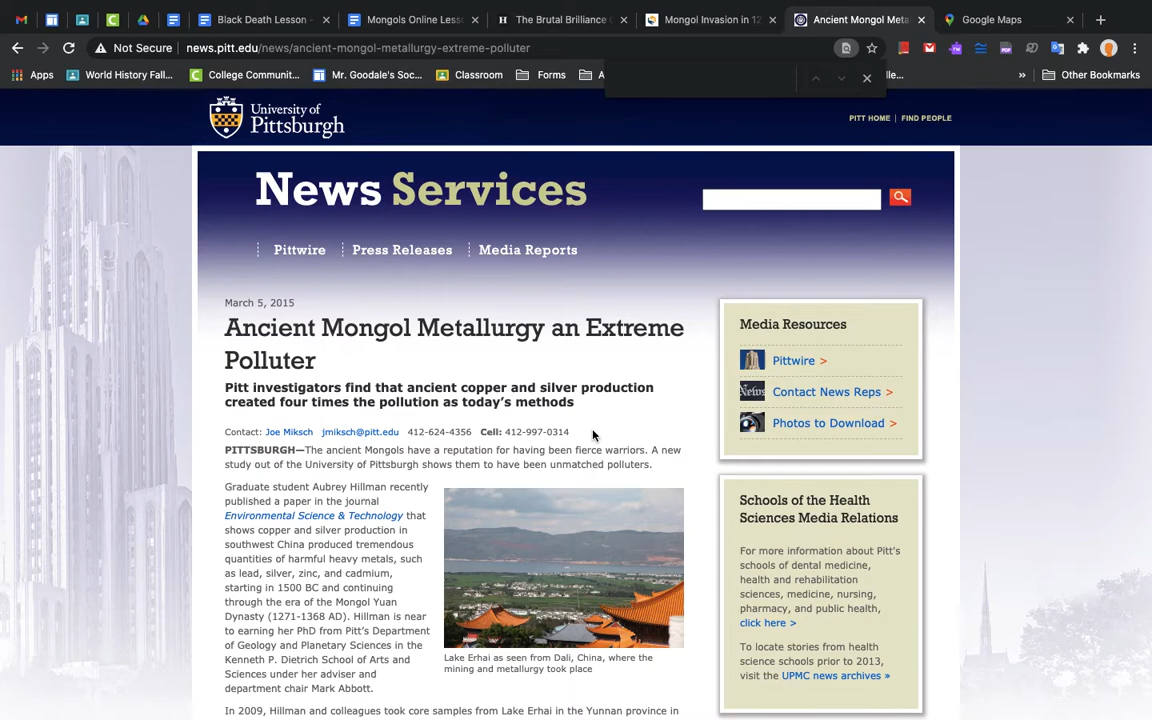 Black Death Lesson -
Mongols Online Less
The Brutal Brilliance
Mongol Invasion in 12
Ancient Mongol Meta
Google Maps
Not Secure
news.pitt.edu/news/ancient-mongol-metallurgy-extreme-polluter
Apps
World History Fall...
College Communit...
Mr. Goodale's Soc...
Classroom
Forms
A
lle...
»
Other Bookmarks
University of
Pittsburgh
PITT HOME | FIND PEOPLE
News Services
Pittwire
Press Releases
Media Reports
March 5, 2015
Ancient Mongol Metallurgy an Extreme
Polluter
Pitt investigators find that ancient copper and silver production
created four times the pollution as today's methods
Contact: Joe Miksch jmiksch@pitt.edu 412-624-4356 Cell: 412-997-0314
PITTSBURGH—The ancient Mongols have a reputation for having been fierce warriors. A new
study out of the University of Pittsburgh shows them to have been unmatched polluters.
Graduate student Aubrey Hillman recently
published a paper in the journal
Environmental Science & Technology that
shows copper and silver production in
southwest China produced tremendous
quantities of harmful heavy metals, such
as lead, silver, zinc, and cadmium,
starting in 1500 BC and continuing
through the era of the Mongol Yuan
Dynasty (1271-1368 AD). Hillman is near
to earning her PhD from Pitt's Department
of Geology and Planetary Sciences in the
Kenneth P. Dietrich School of Arts and
Sciences under her adviser and
department chair Mark Abbott.
Lake Erhai as seen from Dali, China, where the
mining and metallurgy took place
In 2009, Hillman and colleagues took core samples from Lake Erhai in the Yunnan province in
Media Resources
Pittwire >
Contact News Reps >
Photos to Download >
Schools of the Health
Sciences Media Relations
For more information about Pitt's
schools of dental medicine,
health and rehabilitation
sciences, medicine, nursing,
pharmacy, and public health,
click here >
To locate stories from health
science schools prior to 2013,
visit the UPMC news archives »